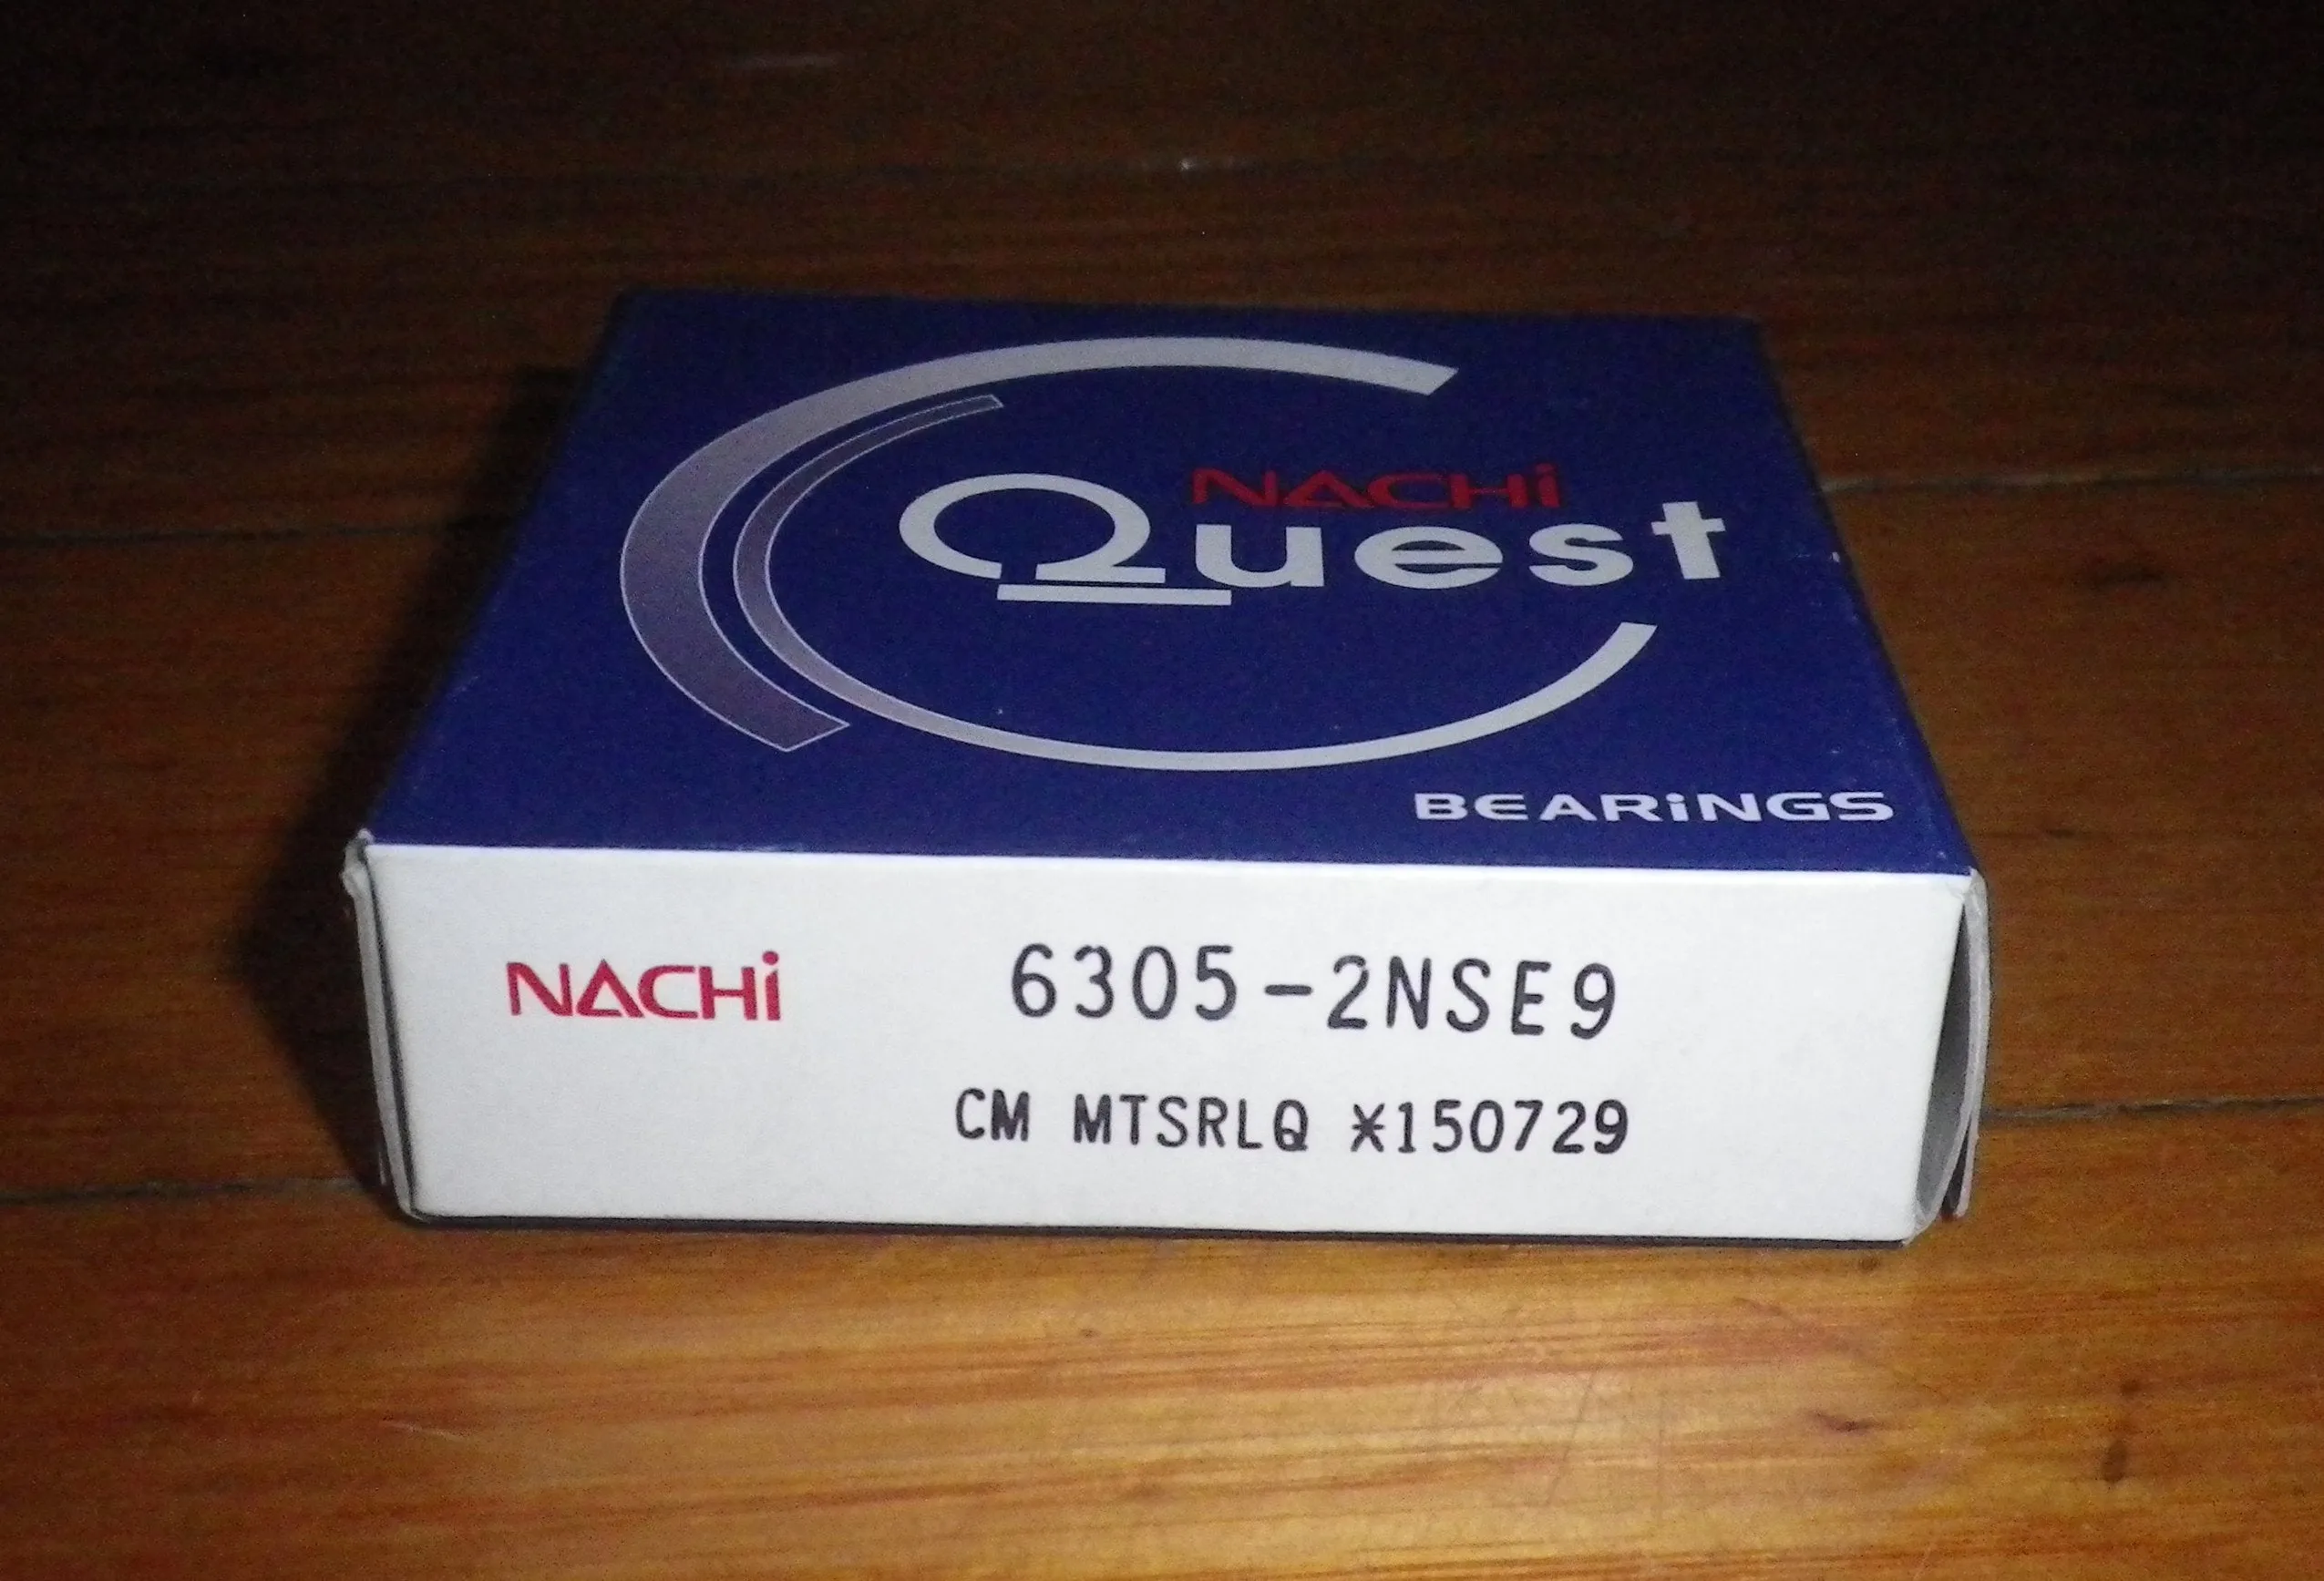 NACHi
Quest
BEARiNGS
NACHi
6305-2NSE9
CM MTSRLQ *150729